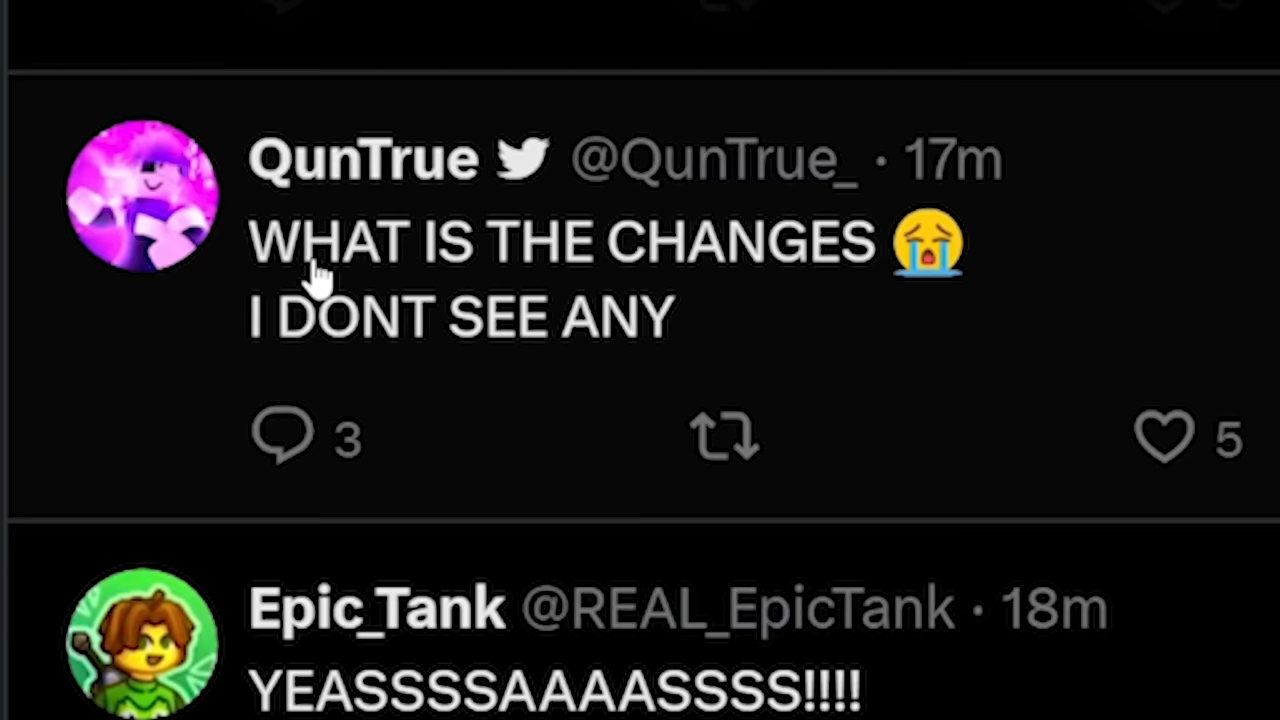 QunTrue @QunTrue_ · 17m
WHAT IS THE CHANGES 😭
I DONT SEE ANY
3 5
Epic_Tank @REAL_EpicTank · 18m
YEASSSSAAAASSSS!!!!